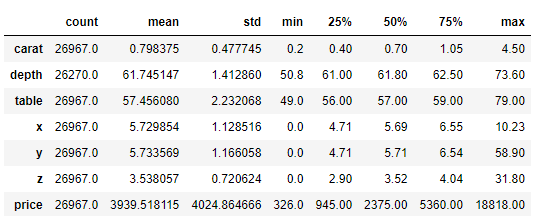 count mean std min 25% 50% 75% max
carat 26967.0 0.798375 0.477745 0.2 0.40 0.70 1.05 4.50
depth 26270.0 61.745147 1.412860 50.8 61.00 61.80 62.50 73.60
table 26967.0 57.456080 2.232068 49.0 56.00 57.00 59.00 79.00
x 26967.0 5.729854 1.128516 0.0 4.71 5.69 6.55 10.23
y 26967.0 5.733569 1.166058 0.0 4.71 5.71 6.54 58.90
z 26967.0 3.538057 0.720624 0.0 2.90 3.52 4.04 31.80
price 26967.0 3939.518115 4024.864666 326.0 945.00 2375.00 5360.00 18818.00